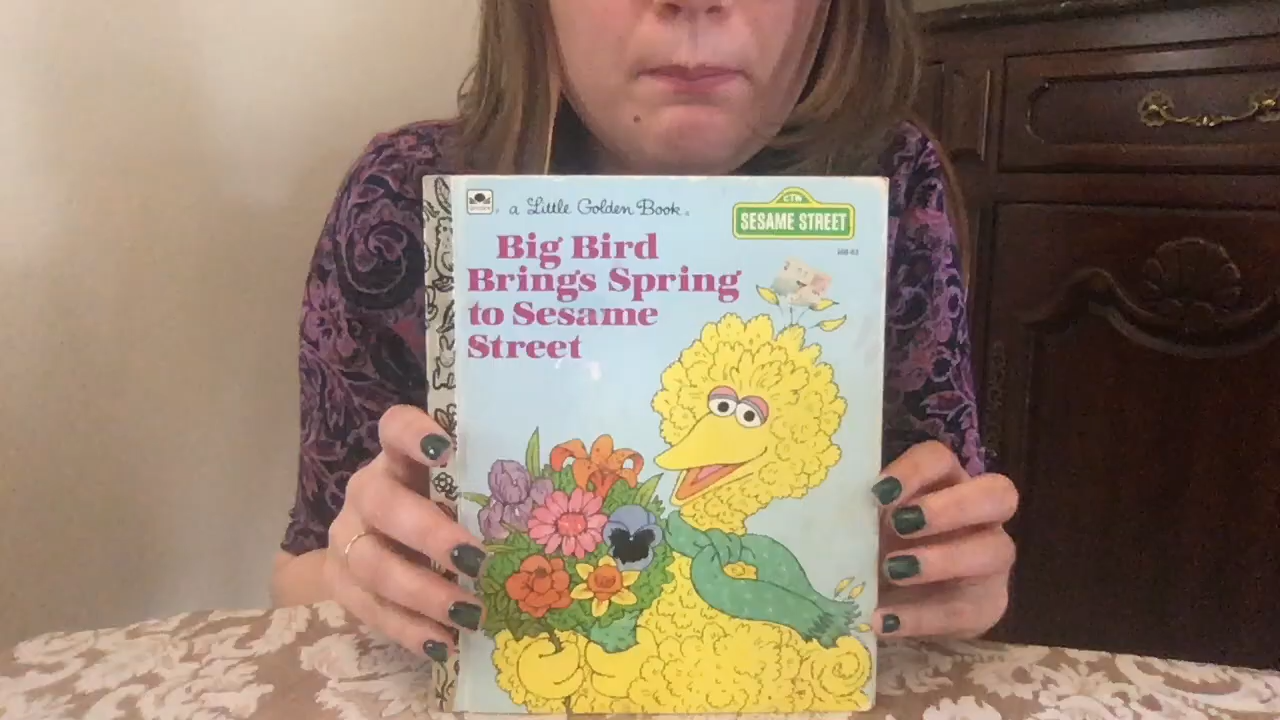 a Little Golden Book®
CTW
SESAME STREET
Big Bird
Brings Spring
to Sesame
Street